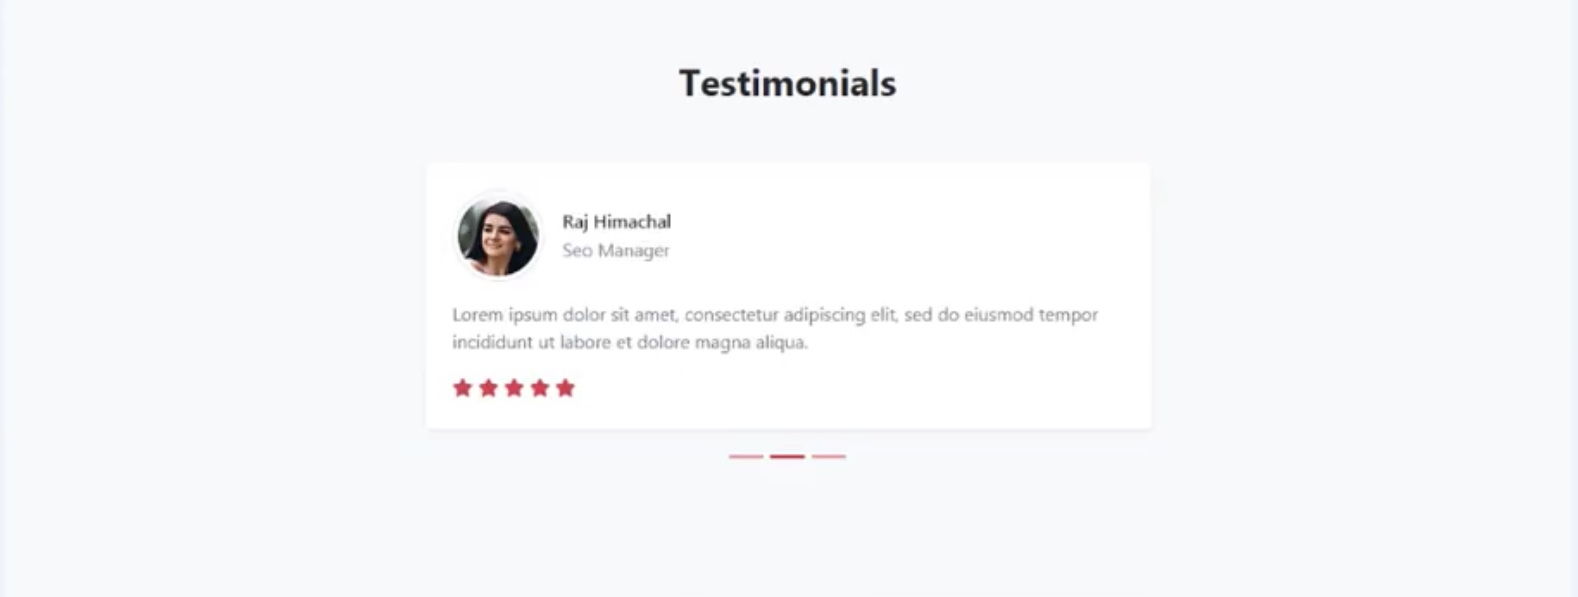 Testimonials
Raj Himachal
Seo Manager
Lorem ipsum dolor sit amet, consectetur adipiscing elit, sed do eiusmod tempor
incididunt ut labore et dolore magna aliqua.